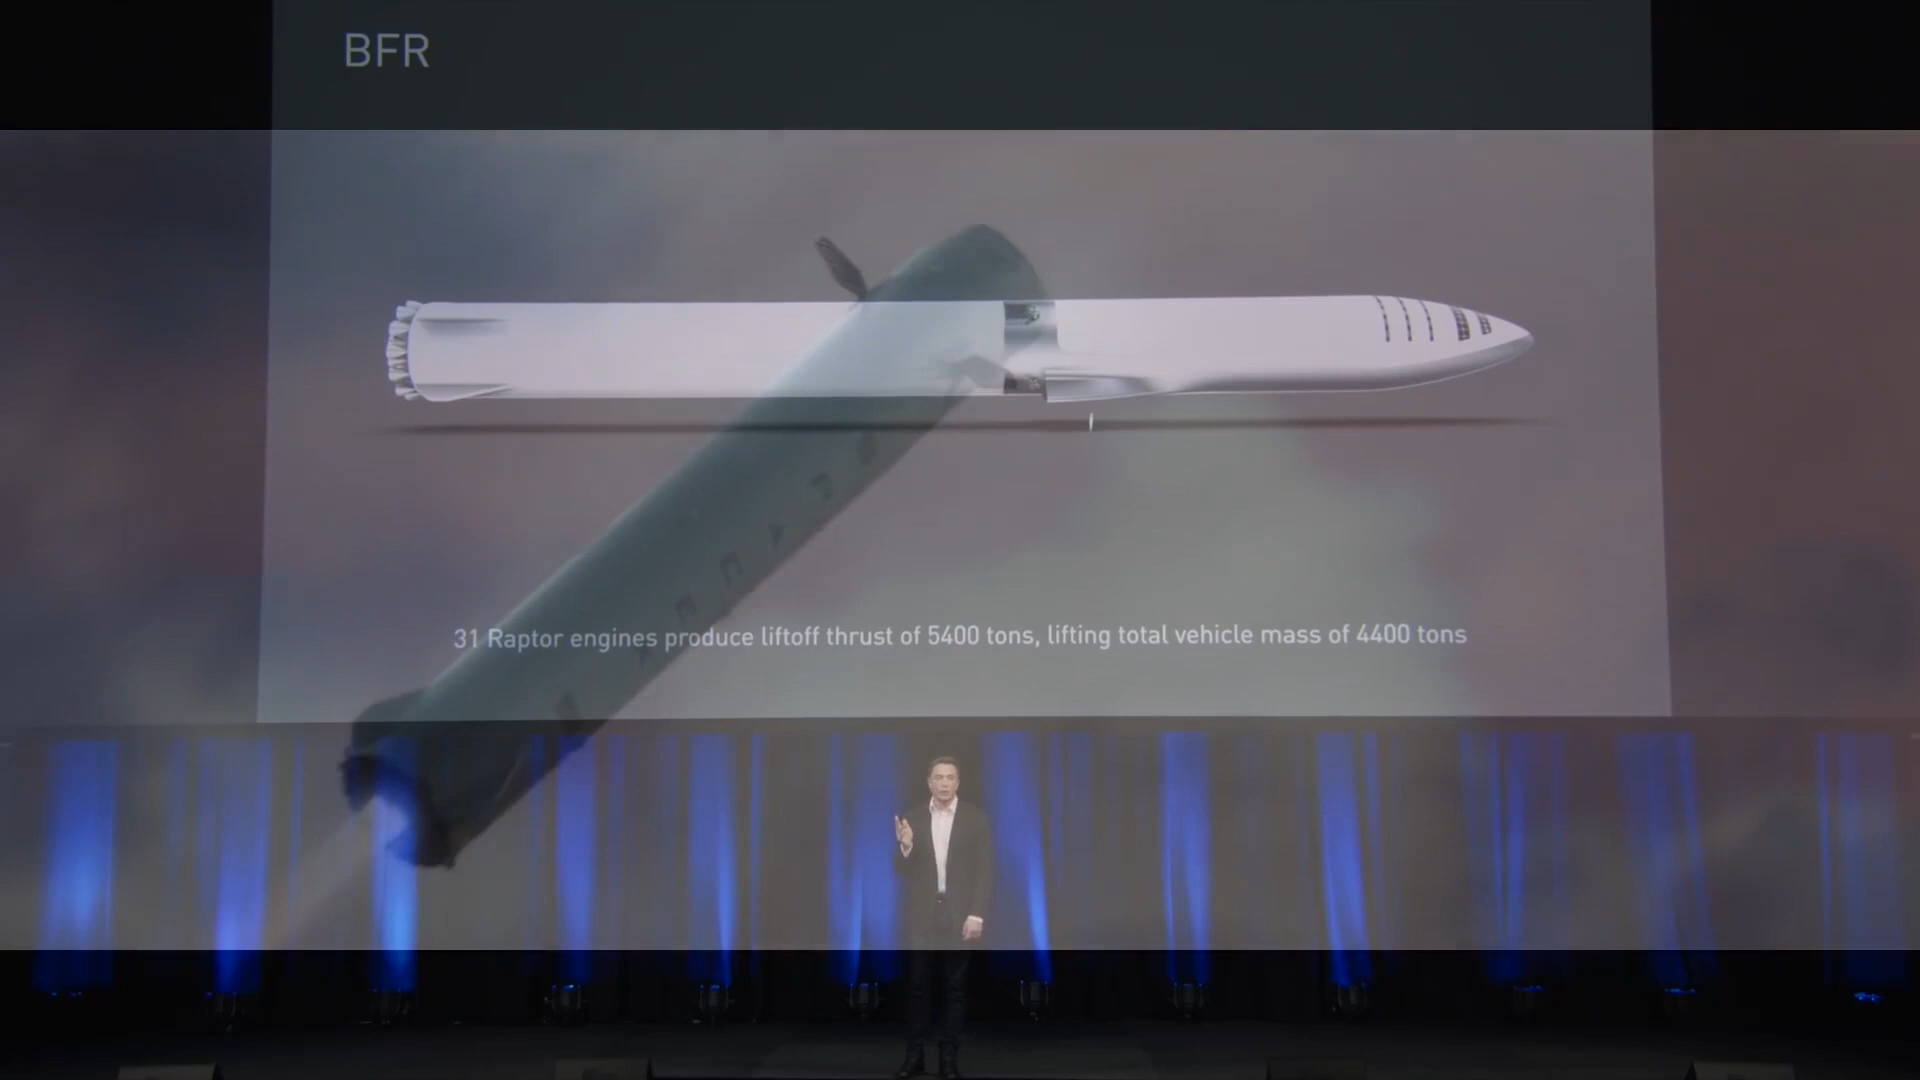 BFR
31 Raptor engines produce liftoff thrust of 5400 tons, lifting total vehicle mass of 4400 tons